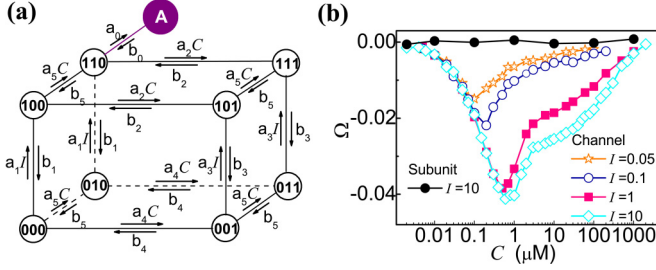 (a)
A
a₀
b₀
110
a₂C
b₂
111
a₅C
b₅
a₅C
b₅
100
a₂C
b₂
101
a₁I
b₁
a₃I
b₃
a₁I
b₁
a₃I
b₃
010
a₄C
b₄
011
a₅C
b₅
a₅C
b₅
000
a₄C
b₄
001
(b)
0.00
-0.02
-0.04
Ω
Subunit
I=10
Channel
I=0.05
I=0.1
I=1
I=10
0.01 0.1 1 10 100 1000
C (μM)